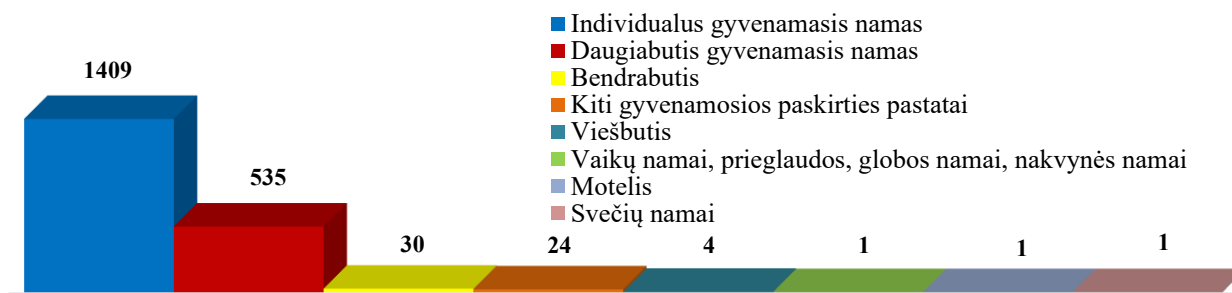 Individualus gyvenamasis namas
Daugiabutis gyvenamasis namas
Bendrabutis
Kiti gyvenamosios paskirties pastatai
Viešbutis
Vaikų namai, prieglaudos, globos namai, nakvynės namai
Motelis
Svečių namai
1409
535
30
24
4
1
1
1